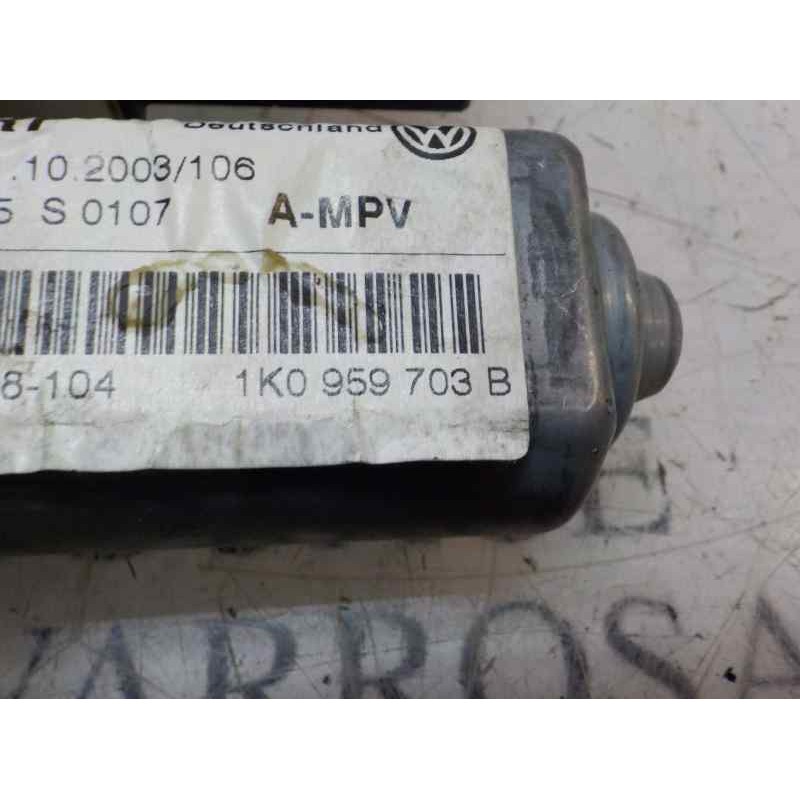 Deutschland
.10.2003/106
5 S 0107 A-MPV
8-104 1K0 959 703 B